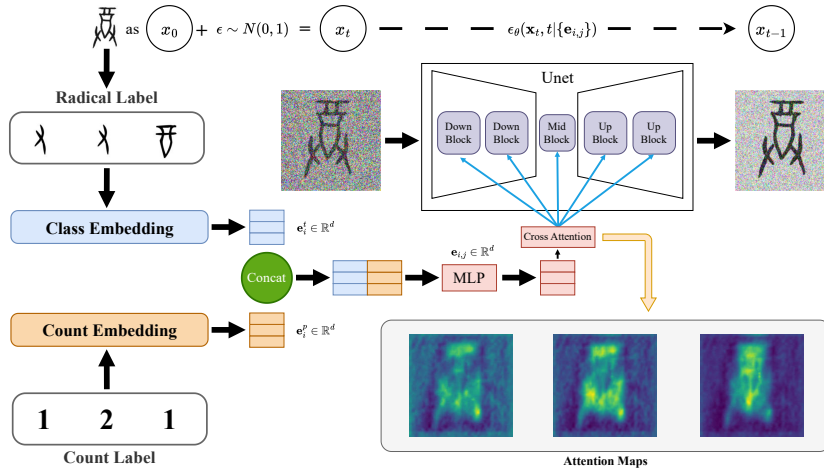 as x_0 + ϵ ∼ N(0, 1) = x_t ϵ_θ(𝐱_t, t|{𝐞_{i,j}}) x_{t−1}
Radical Label
Unet
Down Block
Down Block
Mid Block
Up Block
Up Block
Class Embedding
𝐞_i^t ∈ ℝ^d
Cross Attention
Concat
𝐞_{i,j} ∈ ℝ^d
MLP
Count Embedding
𝐞_i^p ∈ ℝ^d
1 2 1
Count Label
Attention Maps